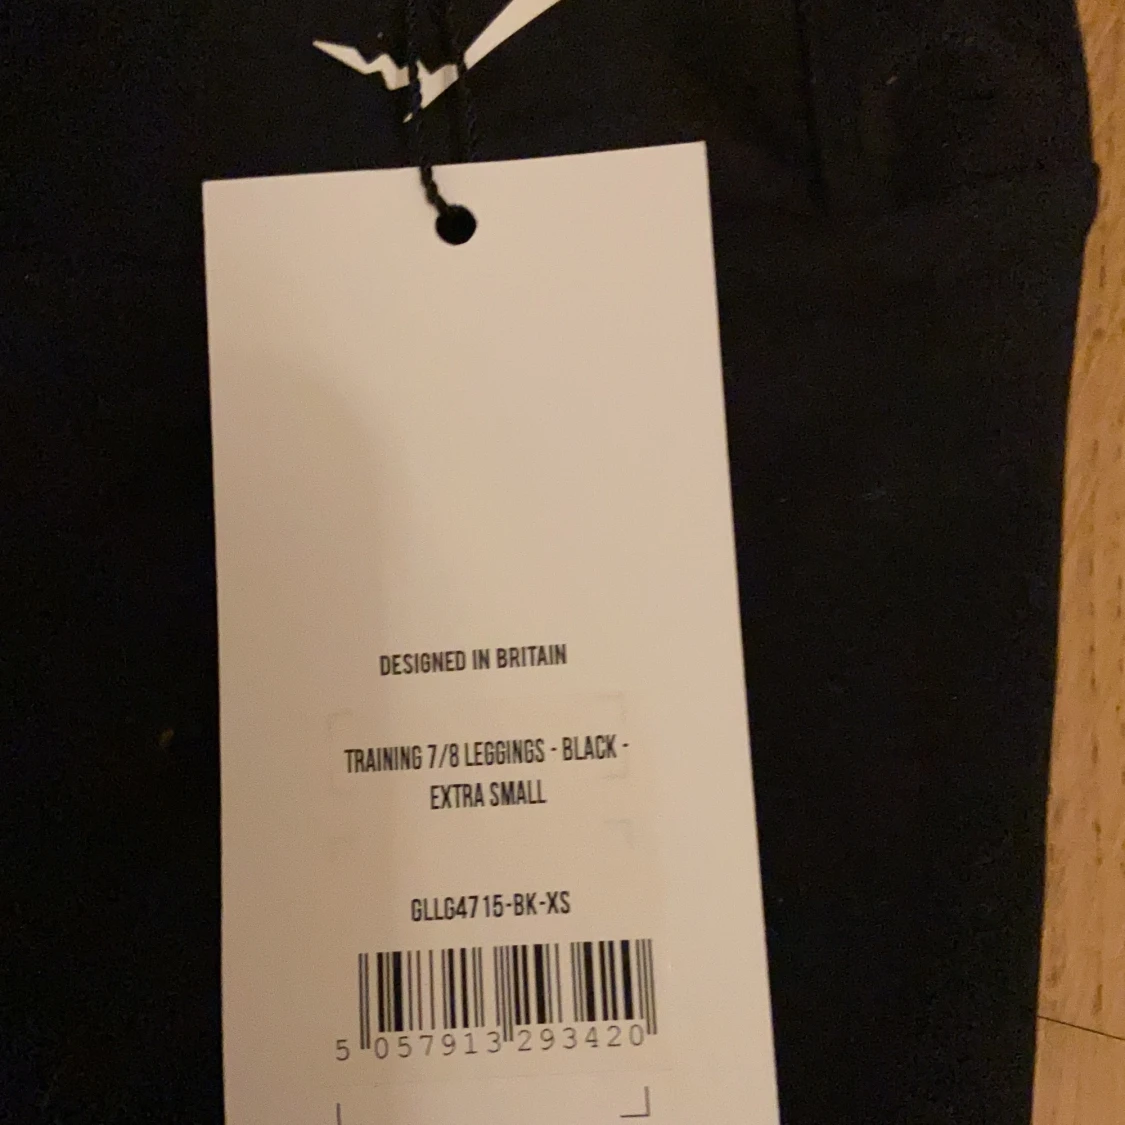 DESIGNED IN BRITAIN
TRAINING 7/8 LEGGINGS - BLACK -
EXTRA SMALL
GLLG4715-BK-XS
5 057913 293420